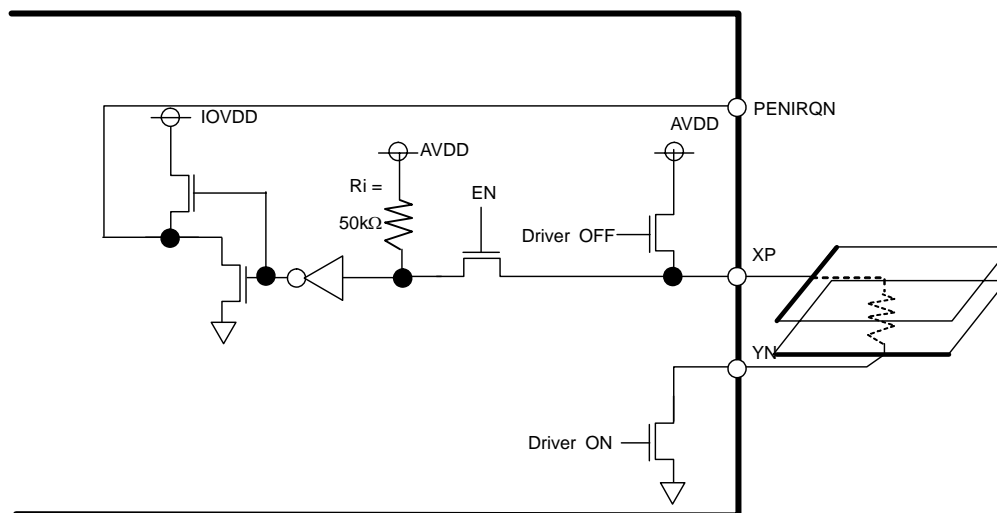 PENIRQN
IOVDD
AVDD
AVDD
Ri =
50kΩ
EN
Driver OFF
XP
YN
Driver ON